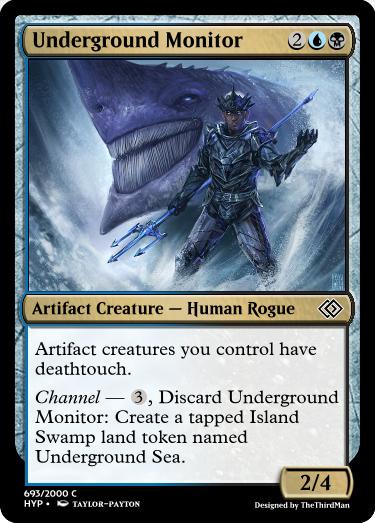 Underground Monitor 2
Artifact Creature — Human Rogue
Artifact creatures you control have
deathtouch.
Channel — 3, Discard Underground
Monitor: Create a tapped Island
Swamp land token named
Underground Sea.
2/4
693/2000 C
HYP • TAYLOR-PAYTON
Designed by TheThirdMan